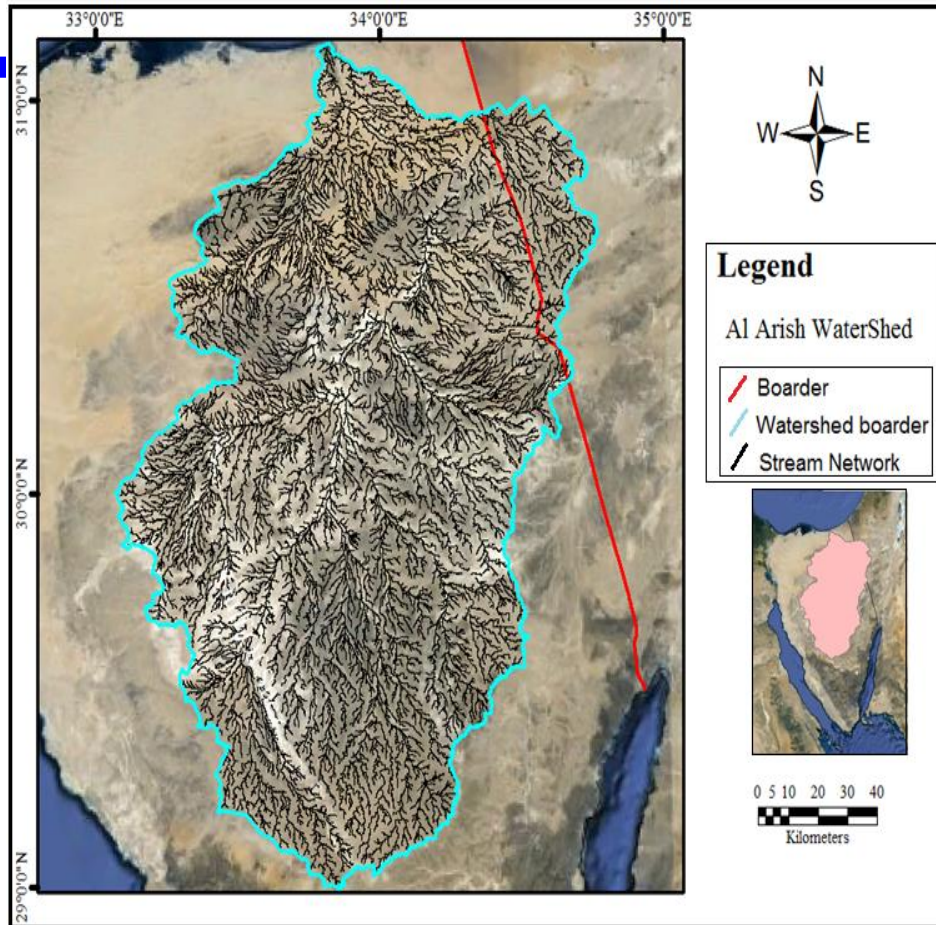 33°0'0"E 34°0'0"E 35°0'0"E
31°0'0"N
30°0'0"N
29°0'0"N
N
W E
S
Legend
Al Arish WaterShed
Boarder
Watershed boarder
Stream Network
0 5 10 20 30 40
Kilometers